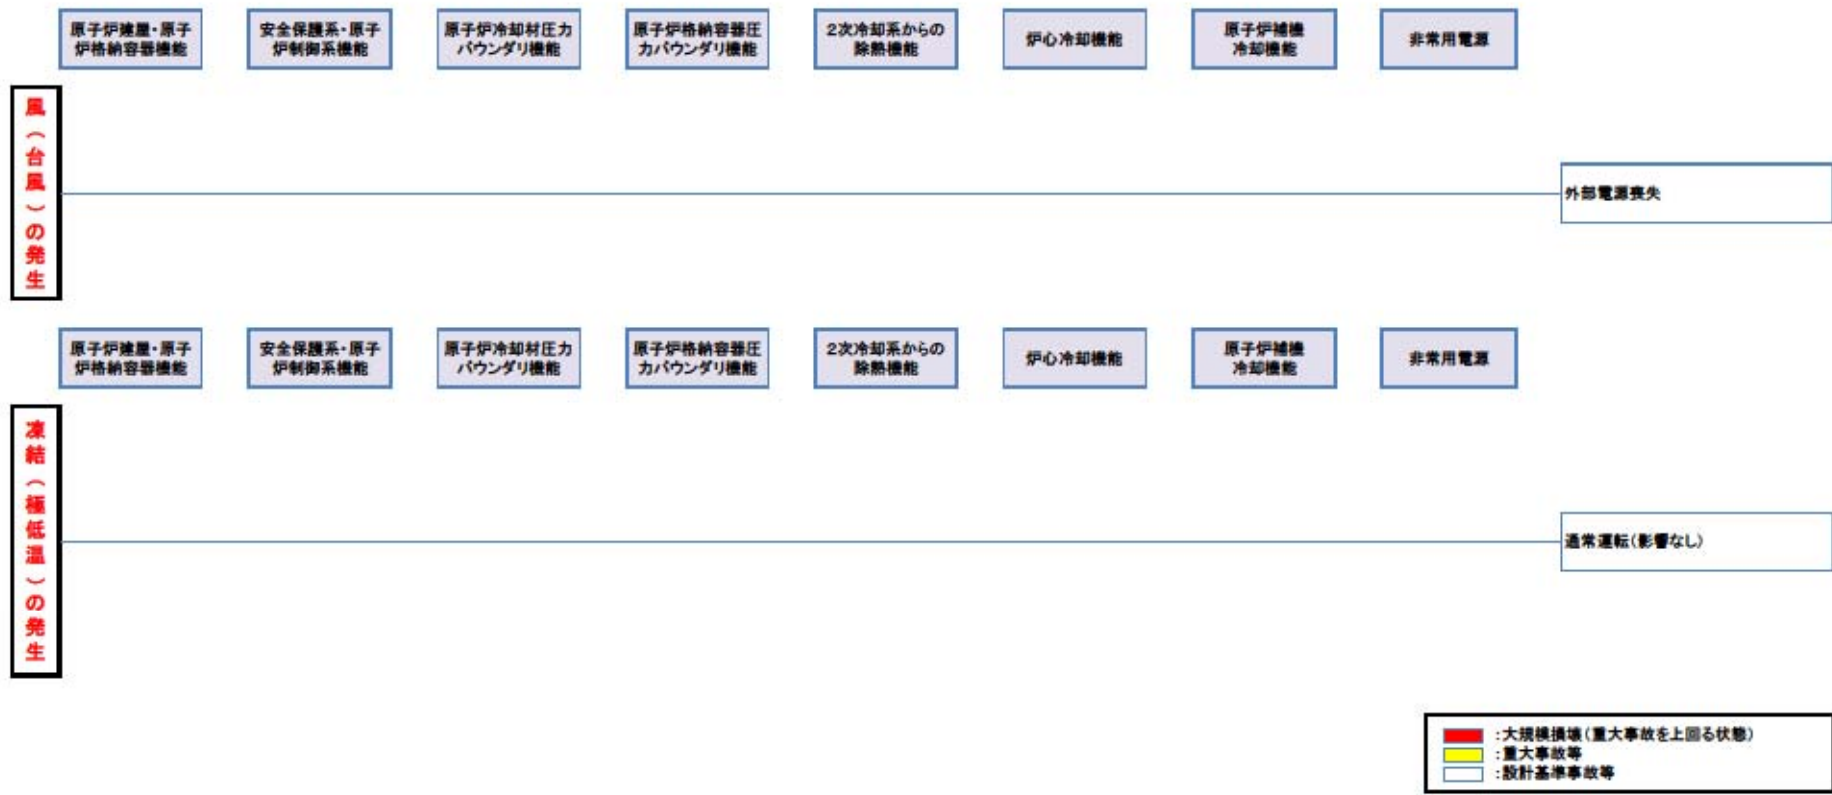 原子炉建屋・原子
炉格納容器機能
安全保護系・原子
炉制御系機能
原子炉冷却材圧力
バウンダリ機能
原子炉格納容器圧
力バウンダリ機能
2次冷却系からの
除熱機能
炉心冷却機能
原子炉補機
冷却機能
非常用電源
風(台風)の発生
外部電源喪失
原子炉建屋・原子
炉格納容器機能
安全保護系・原子
炉制御系機能
原子炉冷却材圧力
バウンダリ機能
原子炉格納容器圧
力バウンダリ機能
2次冷却系からの
除熱機能
炉心冷却機能
原子炉補機
冷却機能
非常用電源
凍結(極低温)の発生
通常運転(影響なし)
:大規模損壊(重大事故を上回る状態)
:重大事故等
:設計基準事故等